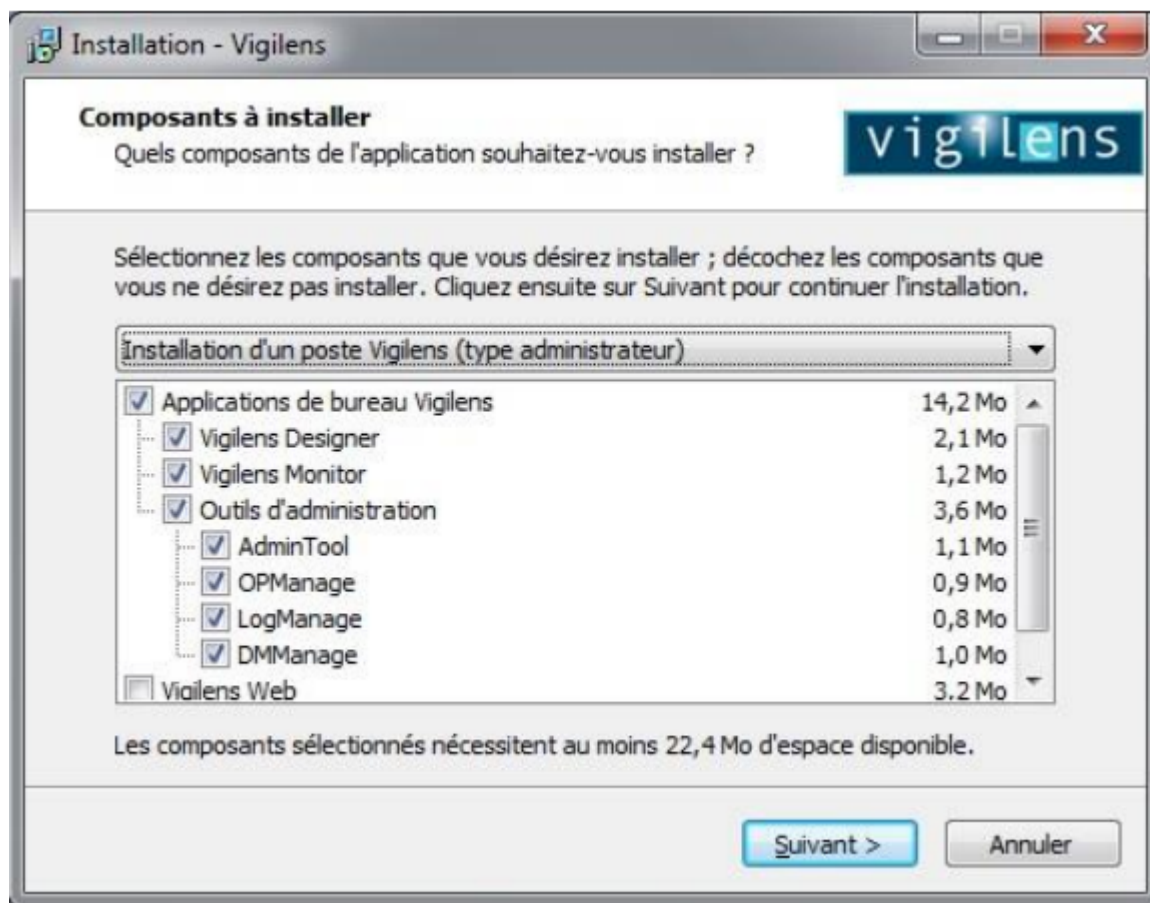 Installation - Vigilens
Composants à installer
Quels composants de l'application souhaitez-vous installer ?
vigilens
Sélectionnez les composants que vous désirez installer ; décochez les composants que
vous ne désirez pas installer. Cliquez ensuite sur Suivant pour continuer l'installation.
Installation d'un poste Vigilens (type administrateur)
Applications de bureau Vigilens 14,2 Mo
Vigilens Designer 2,1 Mo
Vigilens Monitor 1,2 Mo
Outils d'administration 3,6 Mo
AdminTool 1,1 Mo
OPManage 0,9 Mo
LogManage 0,8 Mo
DMManage 1,0 Mo
Vigilens Web 3,2 Mo
Les composants sélectionnés nécessitent au moins 22,4 Mo d'espace disponible.
Suivant > Annuler